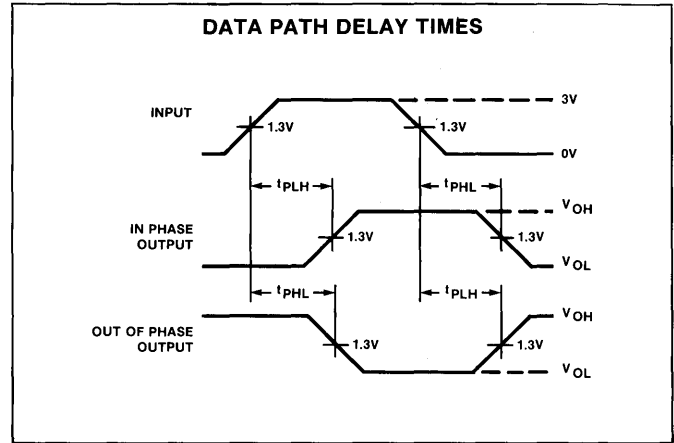 DATA PATH DELAY TIMES
INPUT
1.3V
1.3V
3V
0V
tPLH
tPHL
IN PHASE
OUTPUT
1.3V
1.3V
VOH
VOL
tPHL
tPLH
OUT OF PHASE
OUTPUT
1.3V
1.3V
VOH
VOL